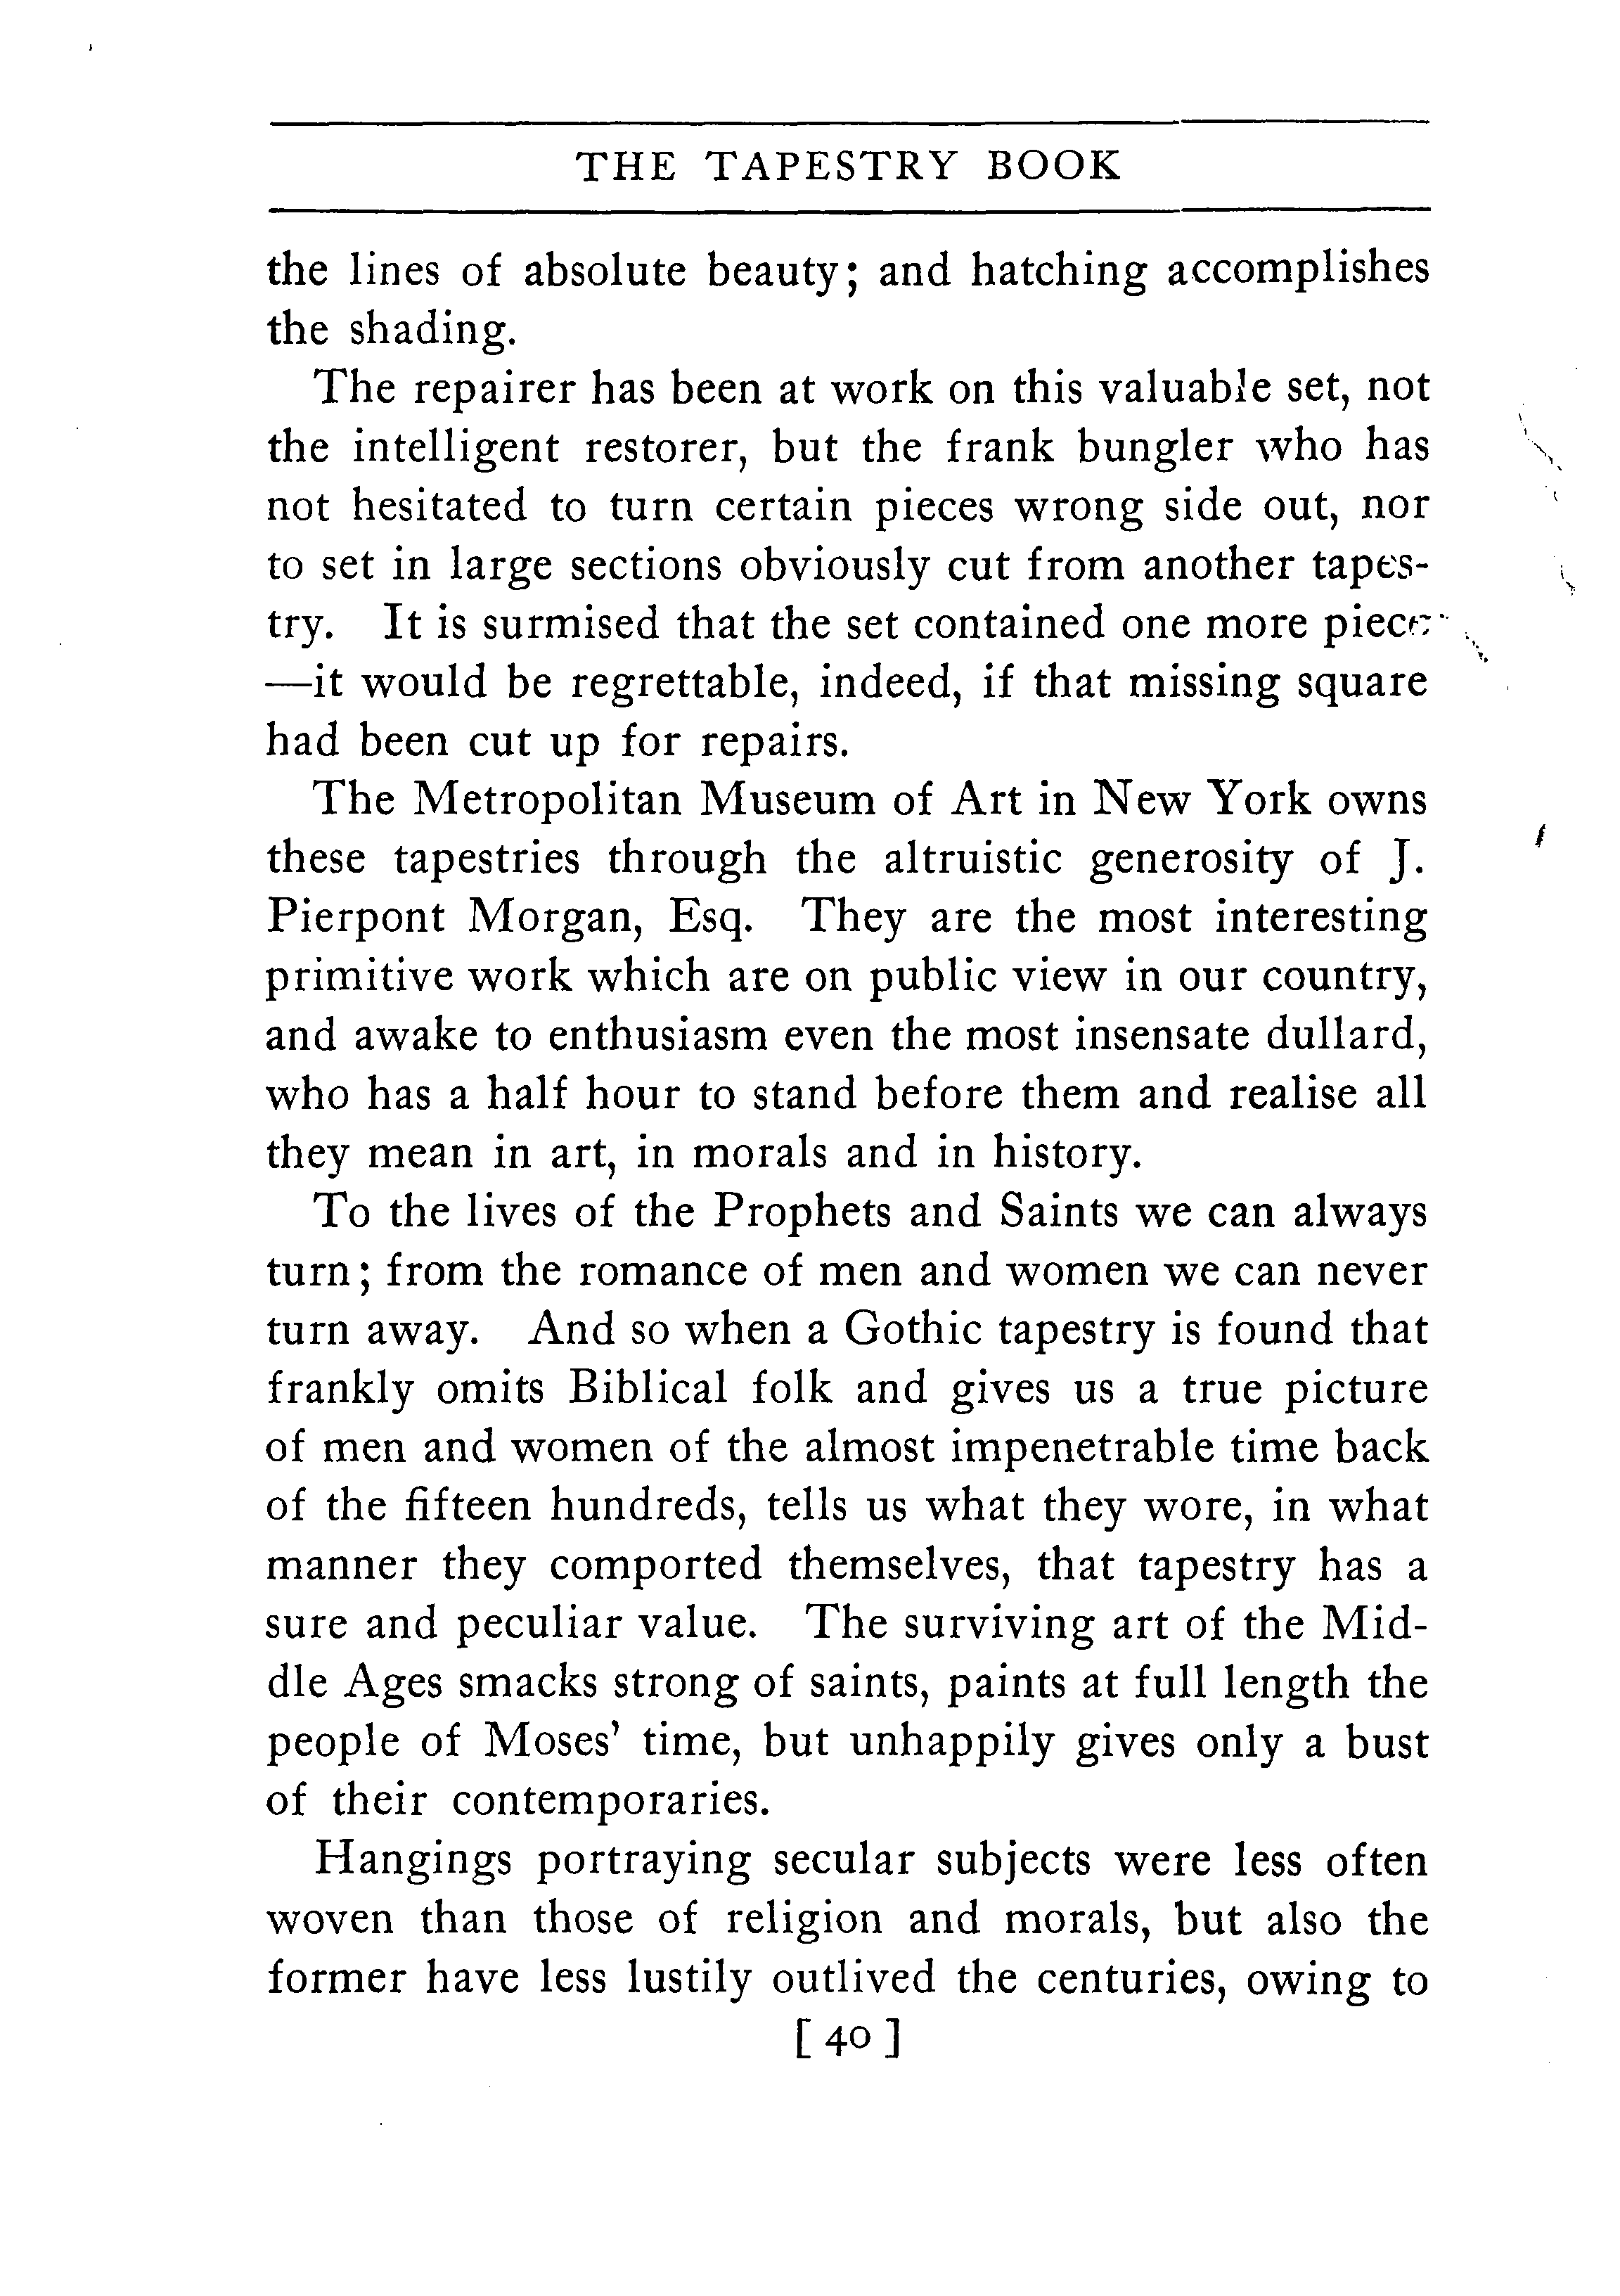 THE TAPESTRY BOOK
the lines of absolute beauty; and hatching accomplishes
the shading.
The repairer has been at work on this valuable set, not
the intelligent restorer, but the frank bungler who has
not hesitated to turn certain pieces wrong side out, nor
to set in large sections obviously cut from another tapes-
try. It is surmised that the set contained one more piece
—it would be regrettable, indeed, if that missing square
had been cut up for repairs.
The Metropolitan Museum of Art in New York owns
these tapestries through the altruistic generosity of J.
Pierpont Morgan, Esq. They are the most interesting
primitive work which are on public view in our country,
and awake to enthusiasm even the most insensate dullard,
who has a half hour to stand before them and realise all
they mean in art, in morals and in history.
To the lives of the Prophets and Saints we can always
turn; from the romance of men and women we can never
turn away. And so when a Gothic tapestry is found that
frankly omits Biblical folk and gives us a true picture
of men and women of the almost impenetrable time back
of the fifteen hundreds, tells us what they wore, in what
manner they comported themselves, that tapestry has a
sure and peculiar value. The surviving art of the Mid-
dle Ages smacks strong of saints, paints at full length the
people of Moses' time, but unhappily gives only a bust
of their contemporaries.
Hangings portraying secular subjects were less often
woven than those of religion and morals, but also the
former have less lustily outlived the centuries, owing to
[ 40 ]